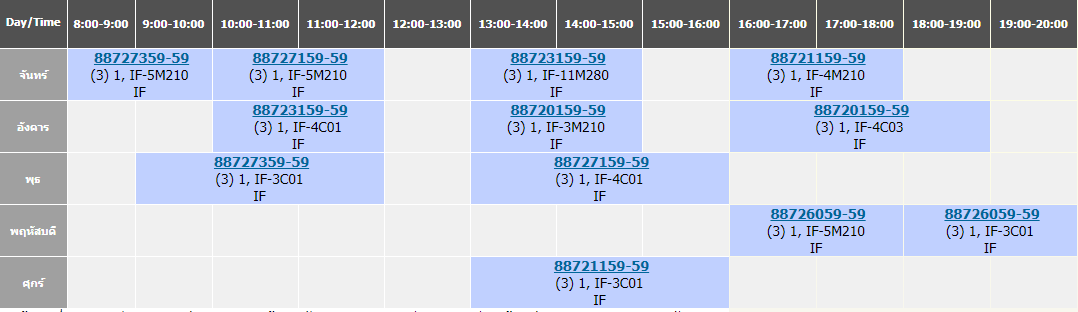 Day/Time 8:00-9:00 9:00-10:00 10:00-11:00 11:00-12:00 12:00-13:00 13:00-14:00 14:00-15:00 15:00-16:00 16:00-17:00 17:00-18:00 18:00-19:00 19:00-20:00
จันทร์
88727359-59
(3) 1, IF-5M210
IF
88727159-59
(3) 1, IF-5M210
IF
88723159-59
(3) 1, IF-11M280
IF
88721159-59
(3) 1, IF-4M210
IF
อังคาร
88723159-59
(3) 1, IF-4C01
IF
88720159-59
(3) 1, IF-3M210
IF
88720159-59
(3) 1, IF-4C03
IF
พุธ
88727359-59
(3) 1, IF-3C01
IF
88727159-59
(3) 1, IF-4C01
IF
พฤหัสบดี
88726059-59
(3) 1, IF-5M210
IF
88726059-59
(3) 1, IF-3C01
IF
ศุกร์
88721159-59
(3) 1, IF-3C01
IF